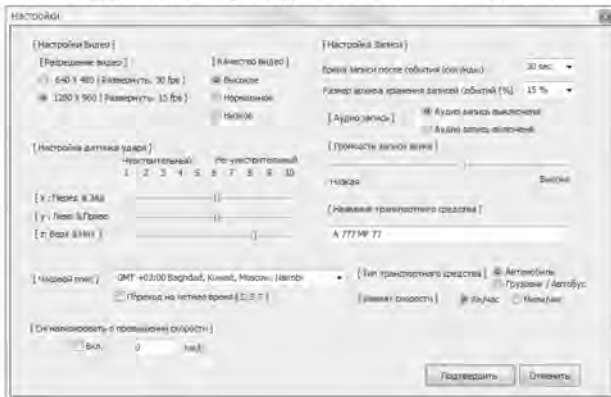 Настройки
[ Настройки Видео ]
[ Разрешение видео ]
640 X 480 ( Развернуть: 30 fps )
1280 X 960 ( Развернуть: 15 fps )
[ Качество видео ]
Высокое
Нормальное
Низкое
[ Настройка Записи ]
Время записи после события (секунды)
30 sec.
Размер архива хранения записей событий (%)
15 %
[ Аудио запись ]
Аудио запись выключена
Аудио запись включена
[ Громкость записи звука ]
Низкая
Высокая
[ Настройка датчика удара ]
Чувствительный
Не чувствительный
1 2 3 4 5 6 7 8 9 10
[ x : Перед & Зад
[ y : Лево & Право
[ z: Верх & Низ ]
[ Название транспортного средства ]
A 777 MP 77
[ Часовой пояс ]
GMT +03:00 Baghdad, Kuwait, Moscow, Nairobi
Переход на летнее время ( D.S.T )
[ Тип транспортного средства ]
Автомобиль
Грузовик / Автобус
[ Формат скорости ]
Км/час
Мили/час
[ Сигнализировать о превышении скорости ]
Вкл.
0
км/h
Подтвердить
Отменить